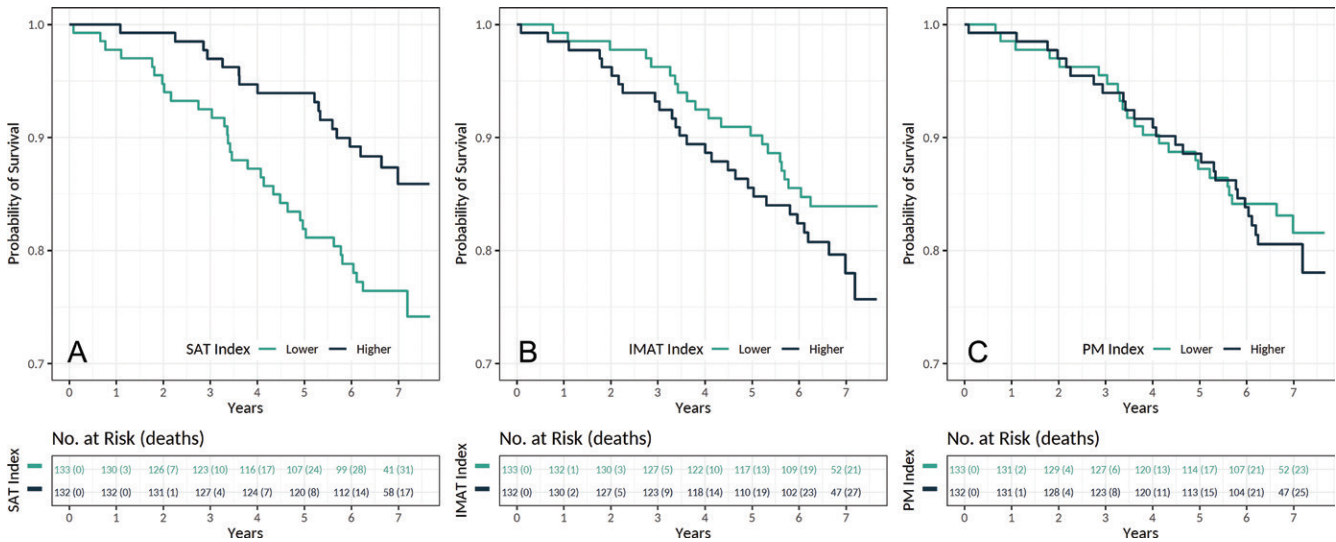 1.0
0.9
0.8
0.7
Probability of Survival
A
SAT Index Lower Higher
0 1 2 3 4 5 6 7
Years
No. at Risk (deaths)
SAT Index
133 (0) 130 (3) 126 (7) 123 (10) 116 (17) 107 (24) 99 (28) 41 (31)
132 (0) 132 (0) 131 (1) 127 (4) 124 (7) 120 (8) 112 (14) 58 (17)
0 1 2 3 4 5 6 7
Years
1.0
0.9
0.8
0.7
Probability of Survival
B
IMAT Index Lower Higher
0 1 2 3 4 5 6 7
Years
No. at Risk (deaths)
IMAT Index
133 (0) 132 (1) 130 (3) 127 (5) 122 (10) 117 (13) 109 (19) 52 (21)
132 (0) 130 (2) 127 (5) 123 (9) 118 (14) 110 (19) 102 (23) 47 (27)
0 1 2 3 4 5 6 7
Years
1.0
0.9
0.8
0.7
Probability of Survival
C
PM Index Lower Higher
0 1 2 3 4 5 6 7
Years
No. at Risk (deaths)
PM Index
133 (0) 131 (2) 129 (4) 127 (6) 120 (13) 114 (17) 107 (21) 52 (23)
132 (0) 131 (1) 128 (4) 123 (8) 120 (11) 113 (15) 104 (21) 47 (25)
0 1 2 3 4 5 6 7
Years